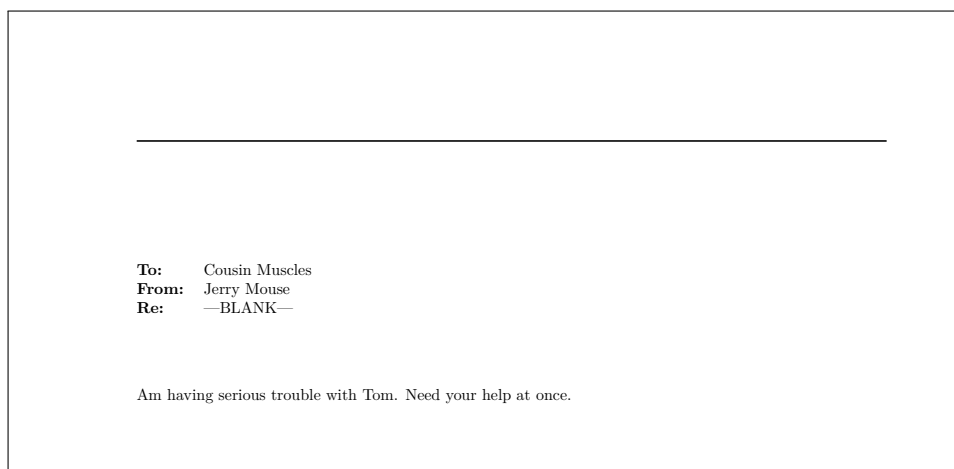 To: Cousin Muscles
From: Jerry Mouse
Re: —BLANK—
Am having serious trouble with Tom. Need your help at once.